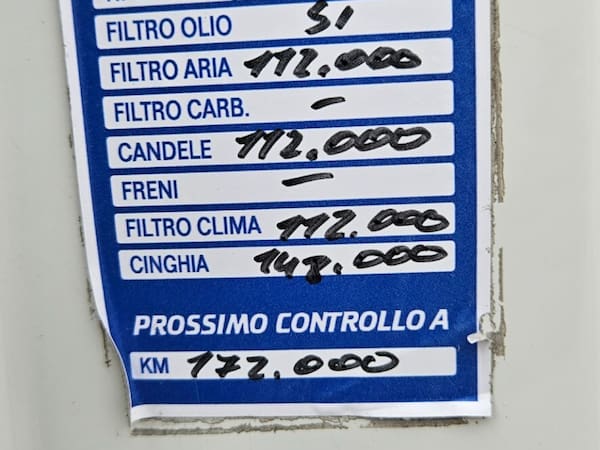 FILTRO OLIO SI
FILTRO ARIA 112.000
FILTRO CARB. -
CANDELE 112.000
FRENI -
FILTRO CLIMA 112.000
CINGHIA 148.000
PROSSIMO CONTROLLO A
KM 172.000